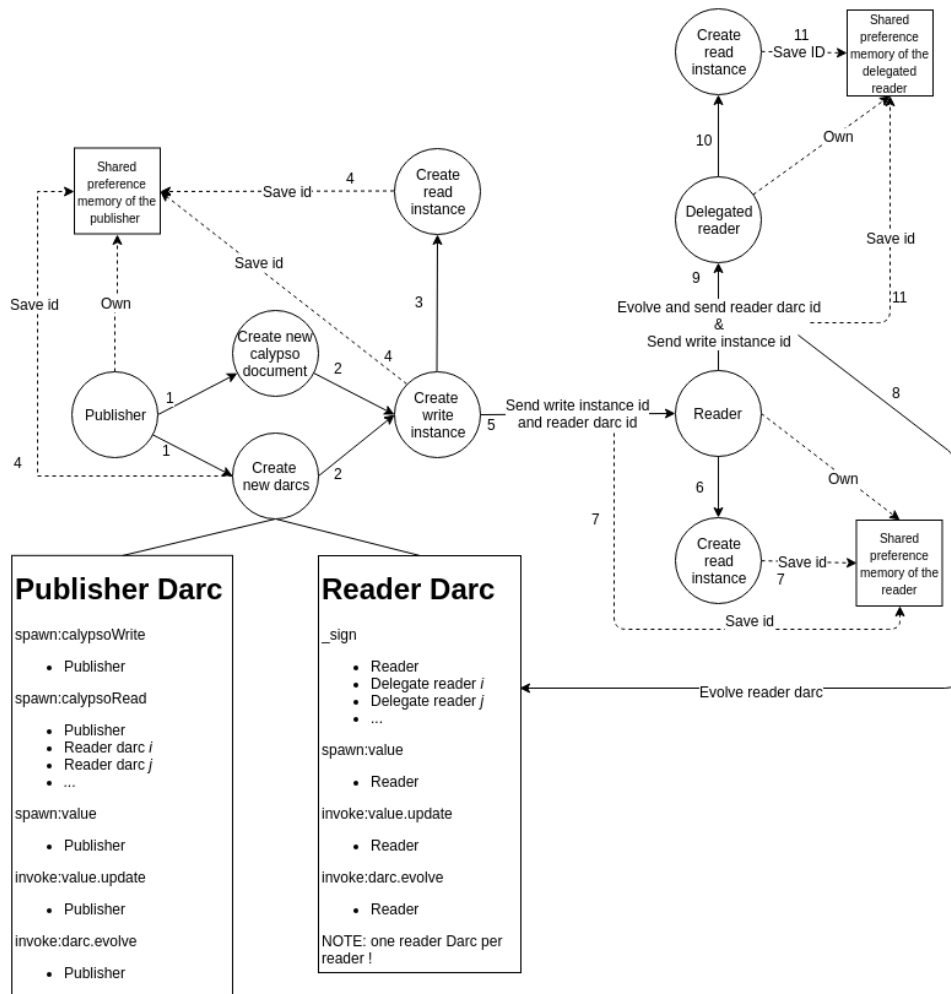 Create
read
instance
11
Save ID
Shared
preference
memory of the
delegated
reader
10
Own
Delegated
reader
Save id
9
11
Evolve and send reader darc id
&
Send write instance id
8
Shared
preference
memory of the
publisher
Save id
4
Create
read
instance
Save id
Save id
Own
3
Create new
calypso
document
2
4
1
Publisher
Create
write
instance
5
Send write instance id
and reader darc id
Reader
1
4
Create
new darcs
2
6
Own
7
Create
read
instance
Save id
7
Shared
preference
memory of the
reader
Save id
Evolve reader darc
Publisher Darc
spawn:calypsoWrite
• Publisher
spawn:calypsoRead
• Publisher
• Reader darc i
• Reader darc j
• ...
spawn:value
• Publisher
invoke:value.update
• Publisher
invoke:darc.evolve
• Publisher
Reader Darc
_sign
• Reader
• Delegate reader i
• Delegate reader j
• ...
spawn:value
• Reader
invoke:value.update
• Reader
invoke:darc.evolve
• Reader
NOTE: one reader Darc per
reader !